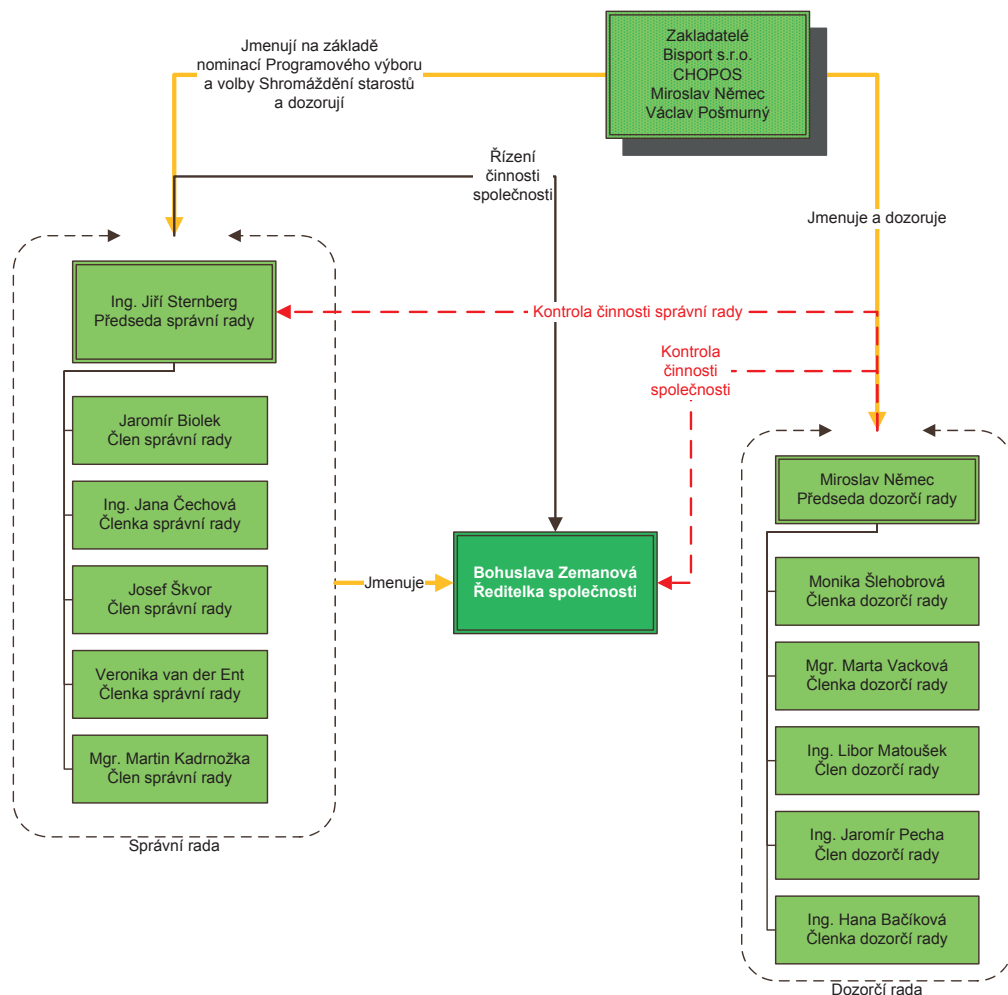 Zakladatelé
Bisport s.r.o.
CHOPOS
Miroslav Němec
Václav Pošmurný
Jmenují na základě
nominací Programového výboru
a volby Shromáždění starostů
a dozorují
Řízení
činnosti
společnosti
Jmenuje a dozoruje
Ing. Jiří Sternberg
Předseda správní rady
Kontrola činnosti správní rady
Kontrola
činnosti
společnosti
Jaromír Biolek
Člen správní rady
Ing. Jana Čechová
Členka správní rady
Josef Škvor
Člen správní rady
Veronika van der Ent
Členka správní rady
Mgr. Martin Kadrnožka
Člen správní rady
Správní rada
Jmenuje
Bohuslava Zemanová
Ředitelka společnosti
Miroslav Němec
Předseda dozorčí rady
Monika Šlehobrová
Členka dozorčí rady
Mgr. Marta Vacková
Členka dozorčí rady
Ing. Libor Matoušek
Člen dozorčí rady
Ing. Jaromír Pecha
Člen dozorčí rady
Ing. Hana Bačíková
Členka dozorčí rady
Dozorčí rada